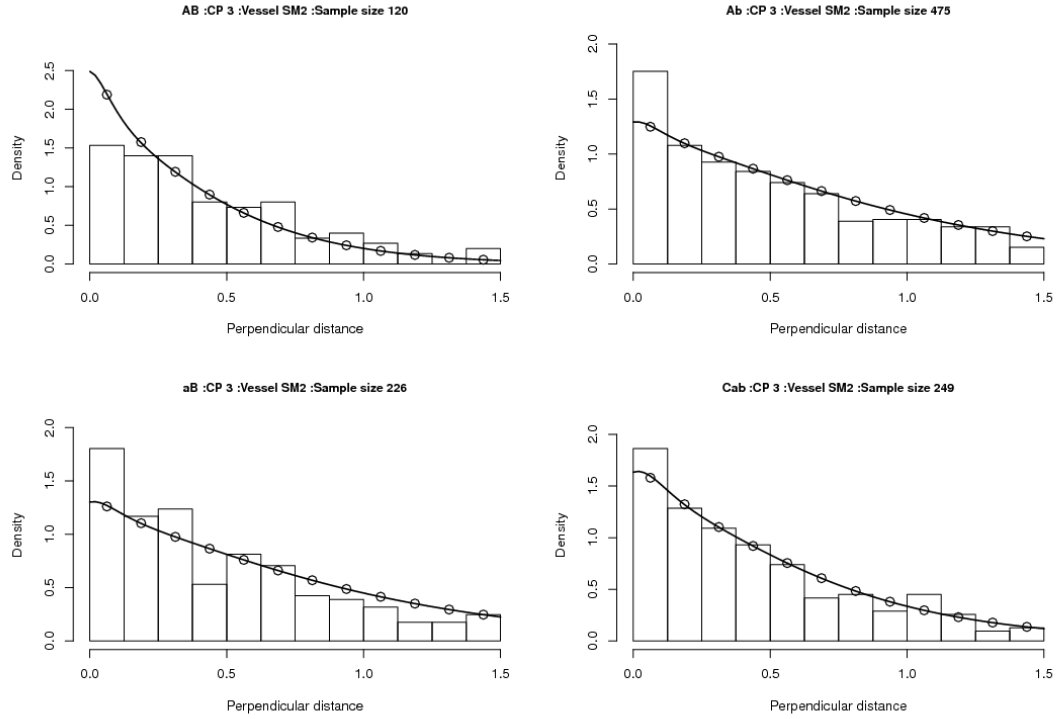 AB :CP 3 :Vessel SM2 :Sample size 120
Density
0.0 0.5 1.0 1.5 2.0 2.5
0.0 0.5 1.0 1.5
Perpendicular distance
Ab :CP 3 :Vessel SM2 :Sample size 475
Density
0.0 0.5 1.0 1.5 2.0
0.0 0.5 1.0 1.5
Perpendicular distance
aB :CP 3 :Vessel SM2 :Sample size 226
Density
0.0 0.5 1.0 1.5 2.0
0.0 0.5 1.0 1.5
Perpendicular distance
Cab :CP 3 :Vessel SM2 :Sample size 249
Density
0.0 0.5 1.0 1.5 2.0
0.0 0.5 1.0 1.5
Perpendicular distance